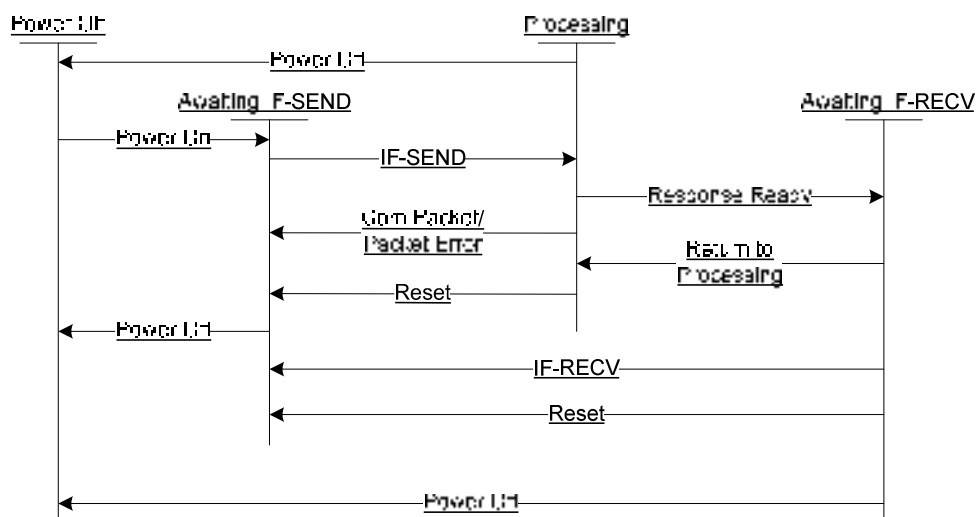 Power Off
Processing
Power Off
Awaiting IF-SEND
Awaiting IF-RECV
Power On
IF-SEND
Response Ready
Com Packet/
Packet Error
Return to
Processing
Reset
Power Off
IF-RECV
Reset
Power Off